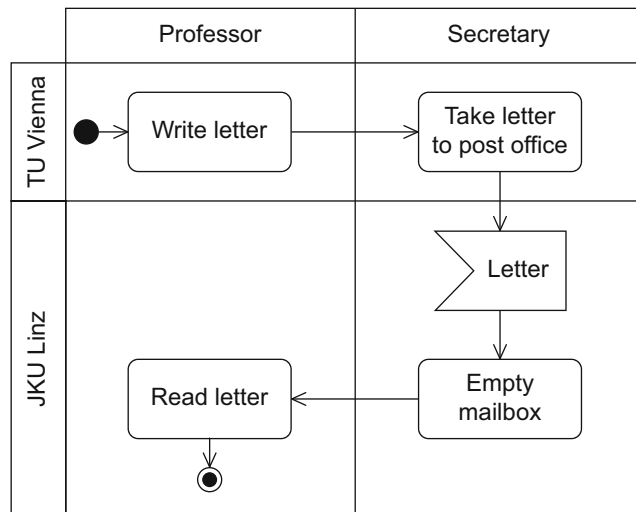 Professor
Secretary
TU Vienna
Write letter
Take letter
to post office
JKU Linz
Letter
Read letter
Empty
mailbox